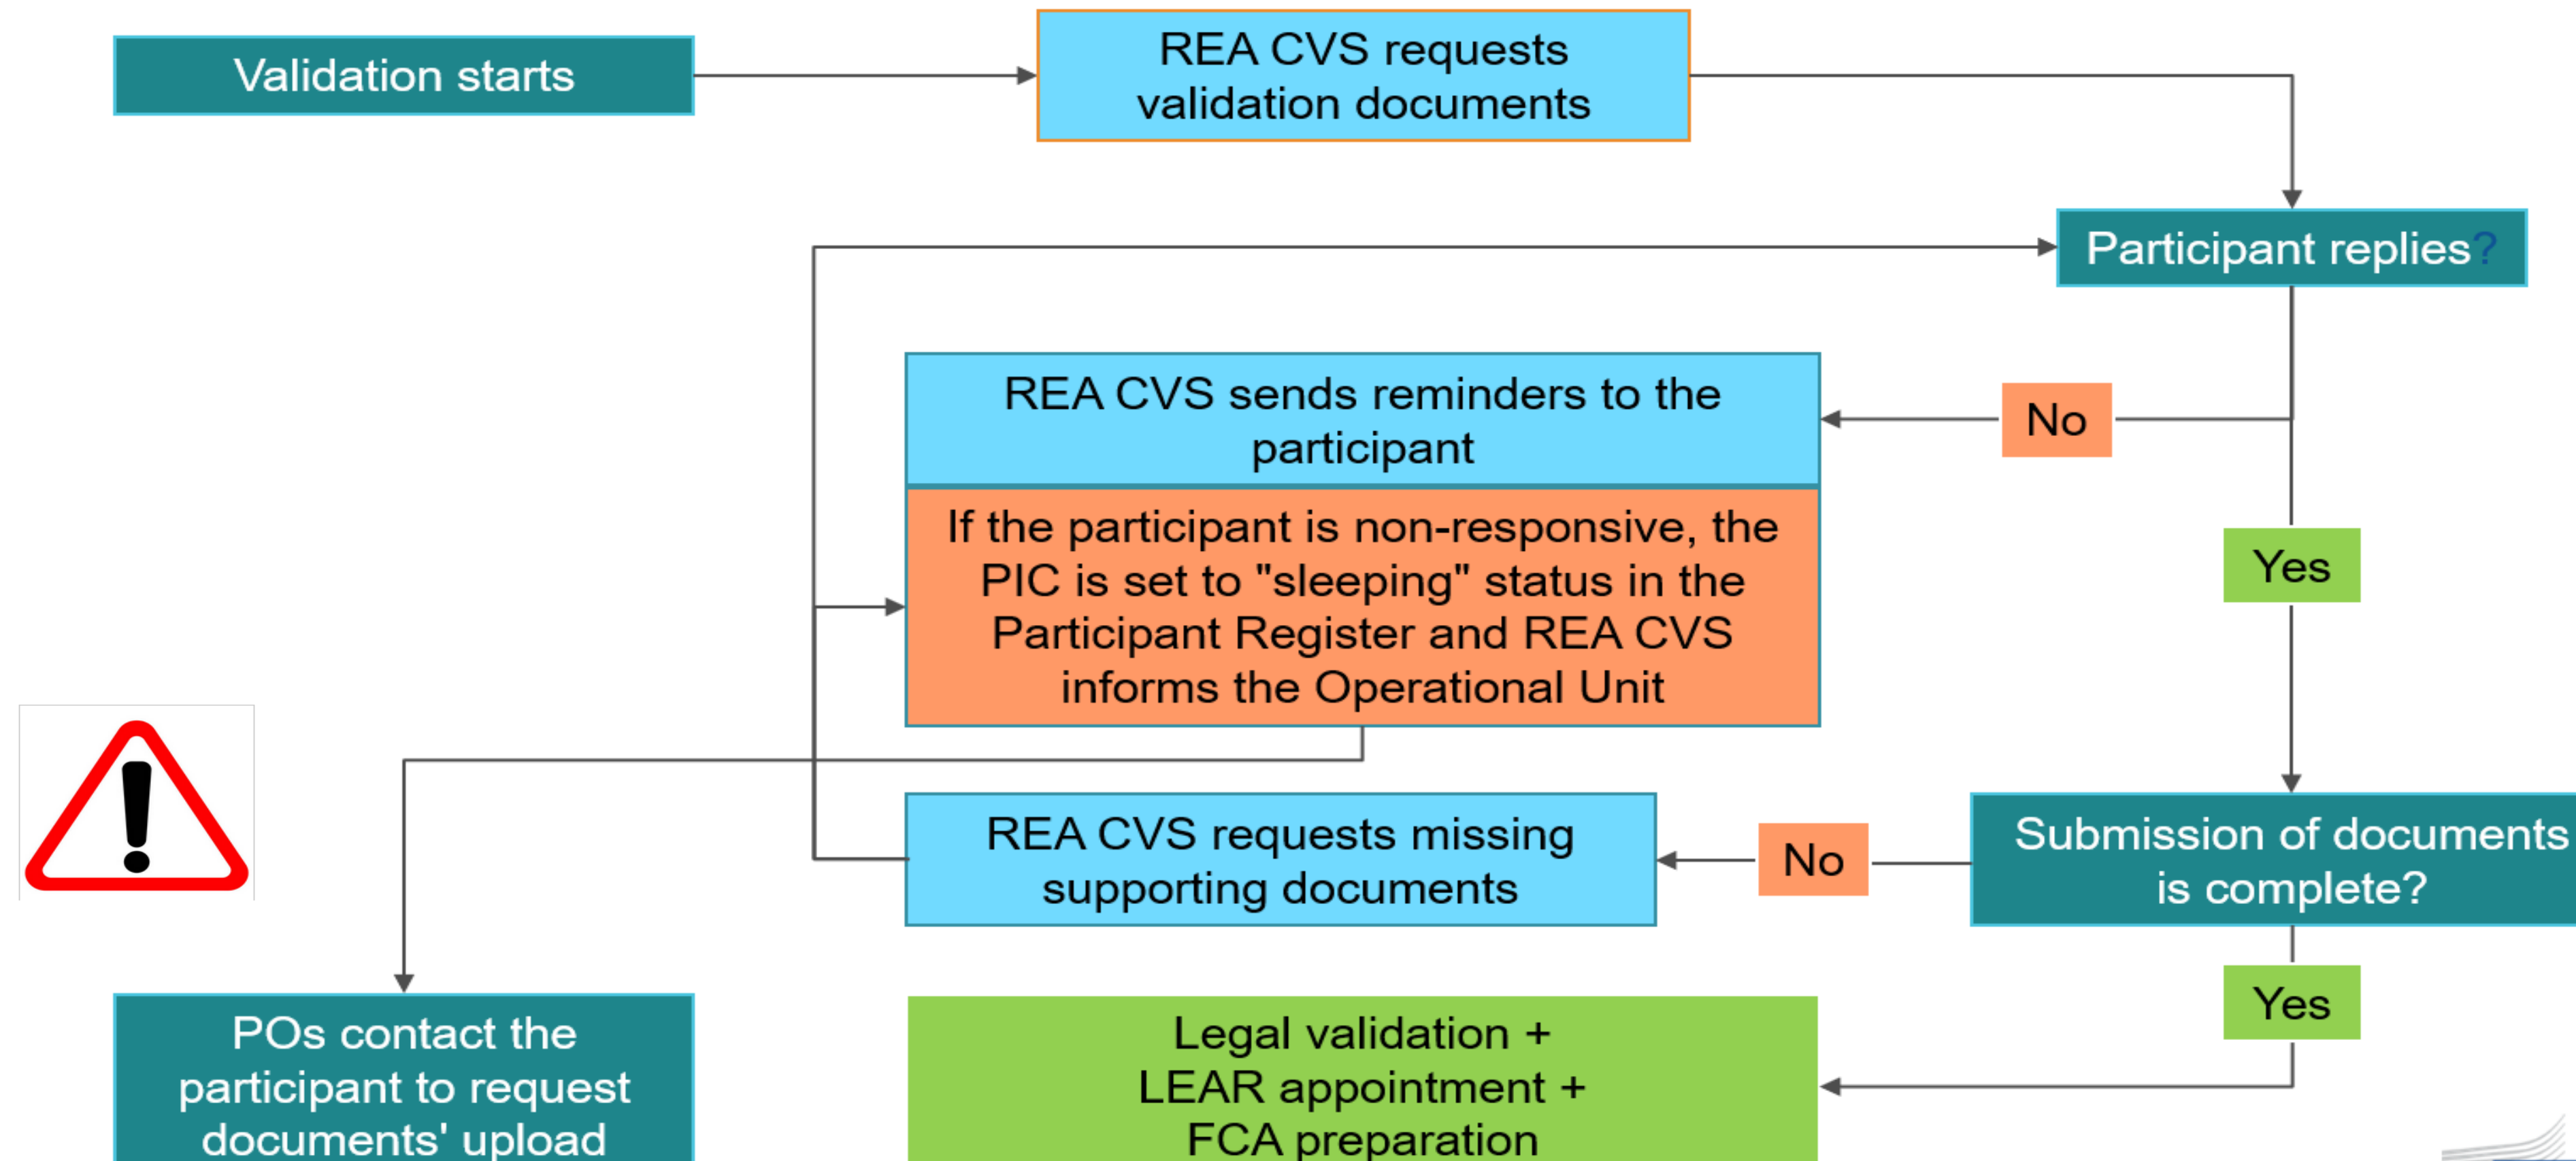 Validation starts
REA CVS requests
validation documents
Participant replies?
REA CVS sends reminders to the
participant
No
If the participant is non-responsive, the
PIC is set to "sleeping" status in the
Participant Register and REA CVS
informs the Operational Unit
Yes
REA CVS requests missing
supporting documents
No
Submission of documents
is complete?
Yes
POs contact the
participant to request
documents' upload
Legal validation +
LEAR appointment +
FCA preparation